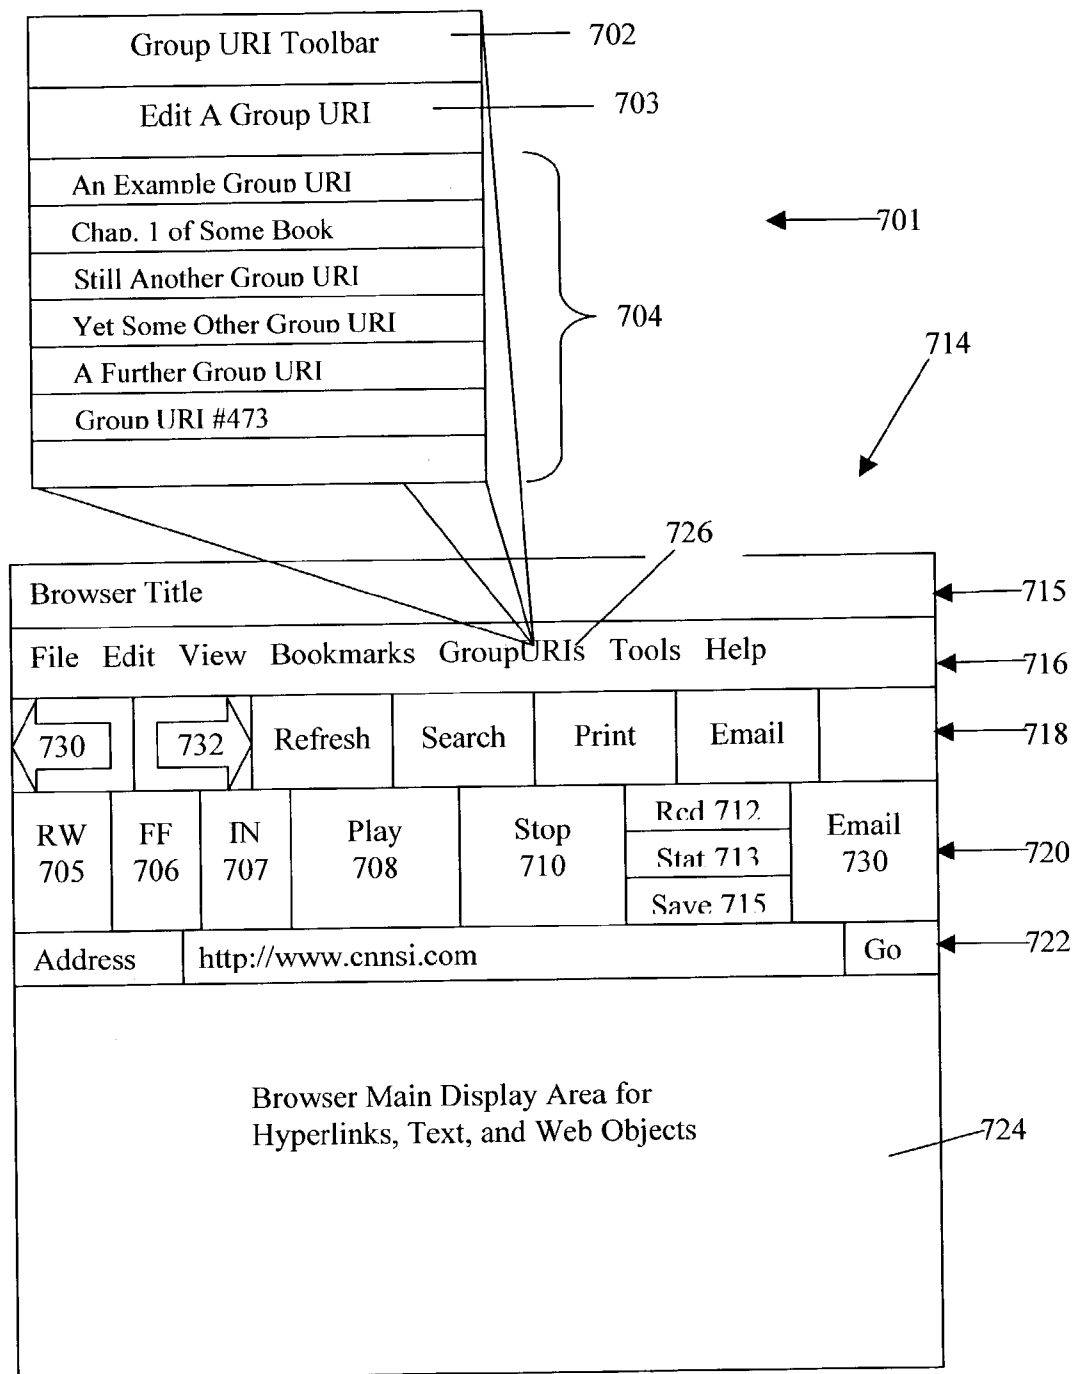 Group URI Toolbar
702
Edit A Group URI
703
An Example Group URI
Chap. 1 of Some Book
701
Still Another Group URI
Yet Some Other Group URI
704
A Further Group URI
714
Group URI #473
726
Browser Title
715
File Edit View Bookmarks GroupURIs Tools Help
716
730 732 Refresh Search Print Email
718
RW 705
FF 706
IN 707
Play 708
Stop 710
Rcd 712
Stat 713
Save 715
Email 730
720
Address http://www.cnnsi.com Go
722
Browser Main Display Area for
Hyperlinks, Text, and Web Objects
724